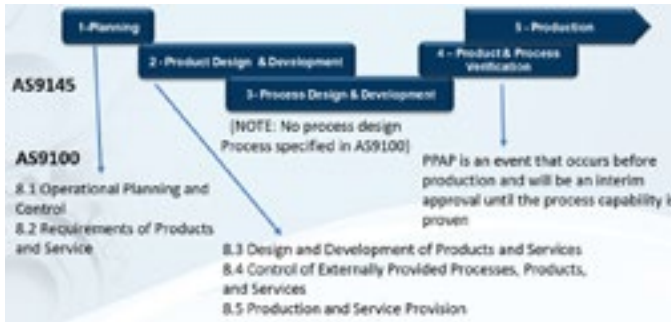 1-Planning
5 - Production
2 - Product Design & Development
4 – Product & Process
Verification
AS9145
3- Process Design & Development
[NOTE: No process design
Process specified in AS9100]
AS9100
8.1 Operational Planning and
Control
8.2 Requirements of Products
and Service
PPAP is an event that occurs before
production and will be an interim
approval until the process capability is
proven
8.3 Design and Development of Products and Services
8.4 Control of Externally Provided Processes, Products,
and Services
8.5 Production and Service Provision